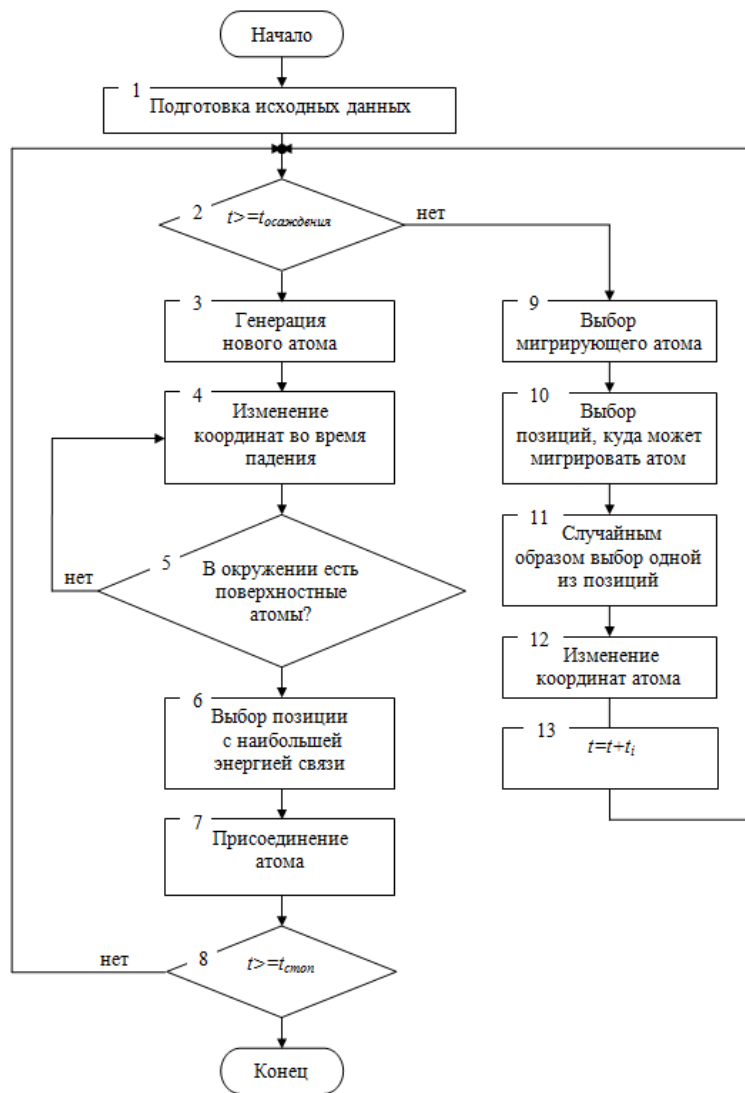 Начало
1
Подготовка исходных данных
2
t>=tосаждения
нет
3
Генерация
нового атома
4
Изменение
координат во время
падения
5
В окружении есть
поверхностные
атомы?
нет
6
Выбор позиции
с наибольшей
энергией связи
7
Присоединение
атома
8
t>=tстоп
нет
Конец
9
Выбор
мигрирующего атома
10
Выбор
позиций, куда может
мигрировать атом
11
Случайным
образом выбор одной
из позиций
12
Изменение
координат атома
13
t=t+ti